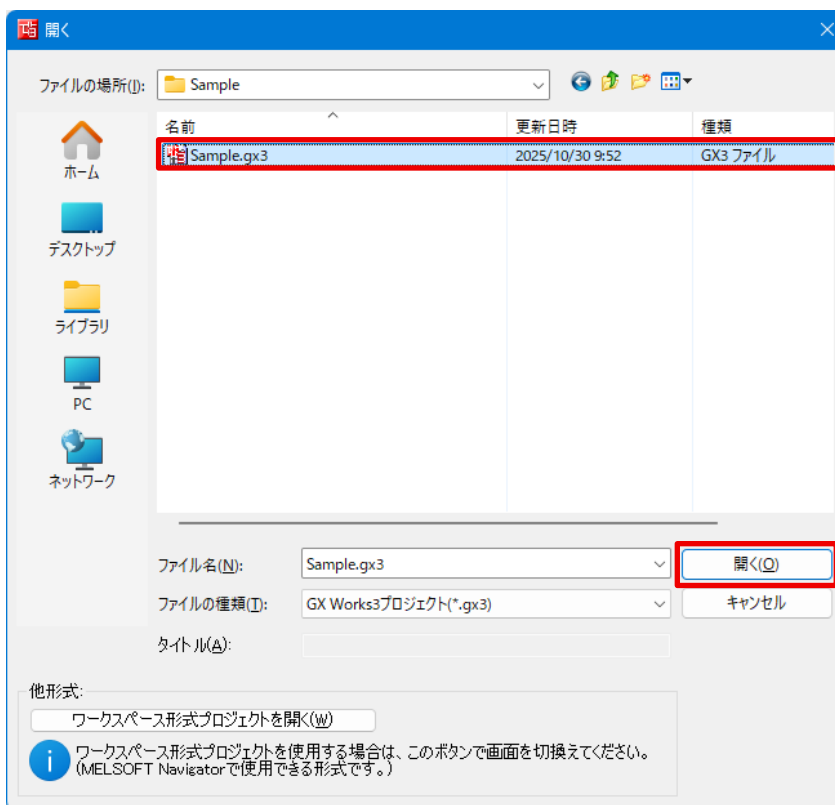 開く
ファイルの場所(I): Sample
名前 更新日時 種類
Sample.gx3 2025/10/30 9:52 GX3 ファイル
ホーム
デスクトップ
ライブラリ
PC
ネットワーク
ファイル名(N): Sample.gx3 開く(O)
ファイルの種類(T): GX Works3プロジェクト(*.gx3) キャンセル
タイトル(A):
他形式:
ワークスペース形式プロジェクトを開く(W)
ワークスペース形式プロジェクトを使用する場合は、このボタンで画面を切換えてください。
(MELSOFT Navigatorで使用できる形式です。)